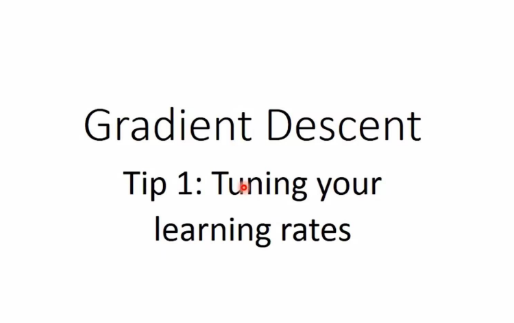 Gradient Descent
Tip 1: Tuning your
learning rates